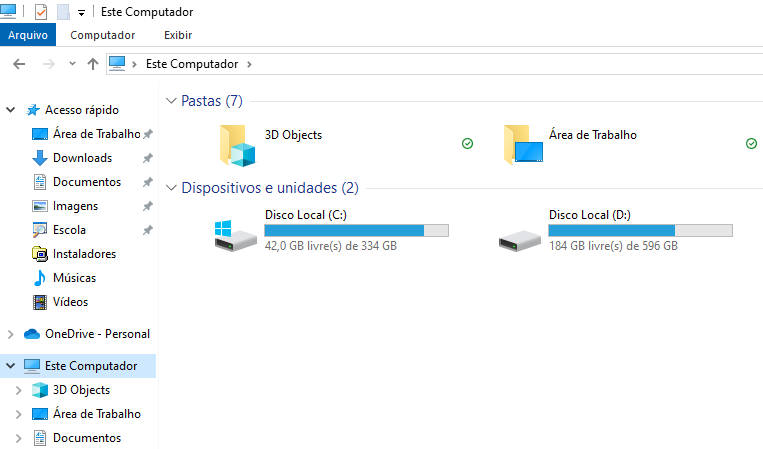 Este Computador
Arquivo Computador Exibir
Este Computador
Acesso rápido
Área de Trabalho
Downloads
Documentos
Imagens
Escola
Instaladores
Músicas
Vídeos
OneDrive - Personal
Este Computador
3D Objects
Área de Trabalho
Documentos
Pastas (7)
3D Objects
Área de Trabalho
Dispositivos e unidades (2)
Disco Local (C:)
42,0 GB livre(s) de 334 GB
Disco Local (D:)
184 GB livre(s) de 596 GB